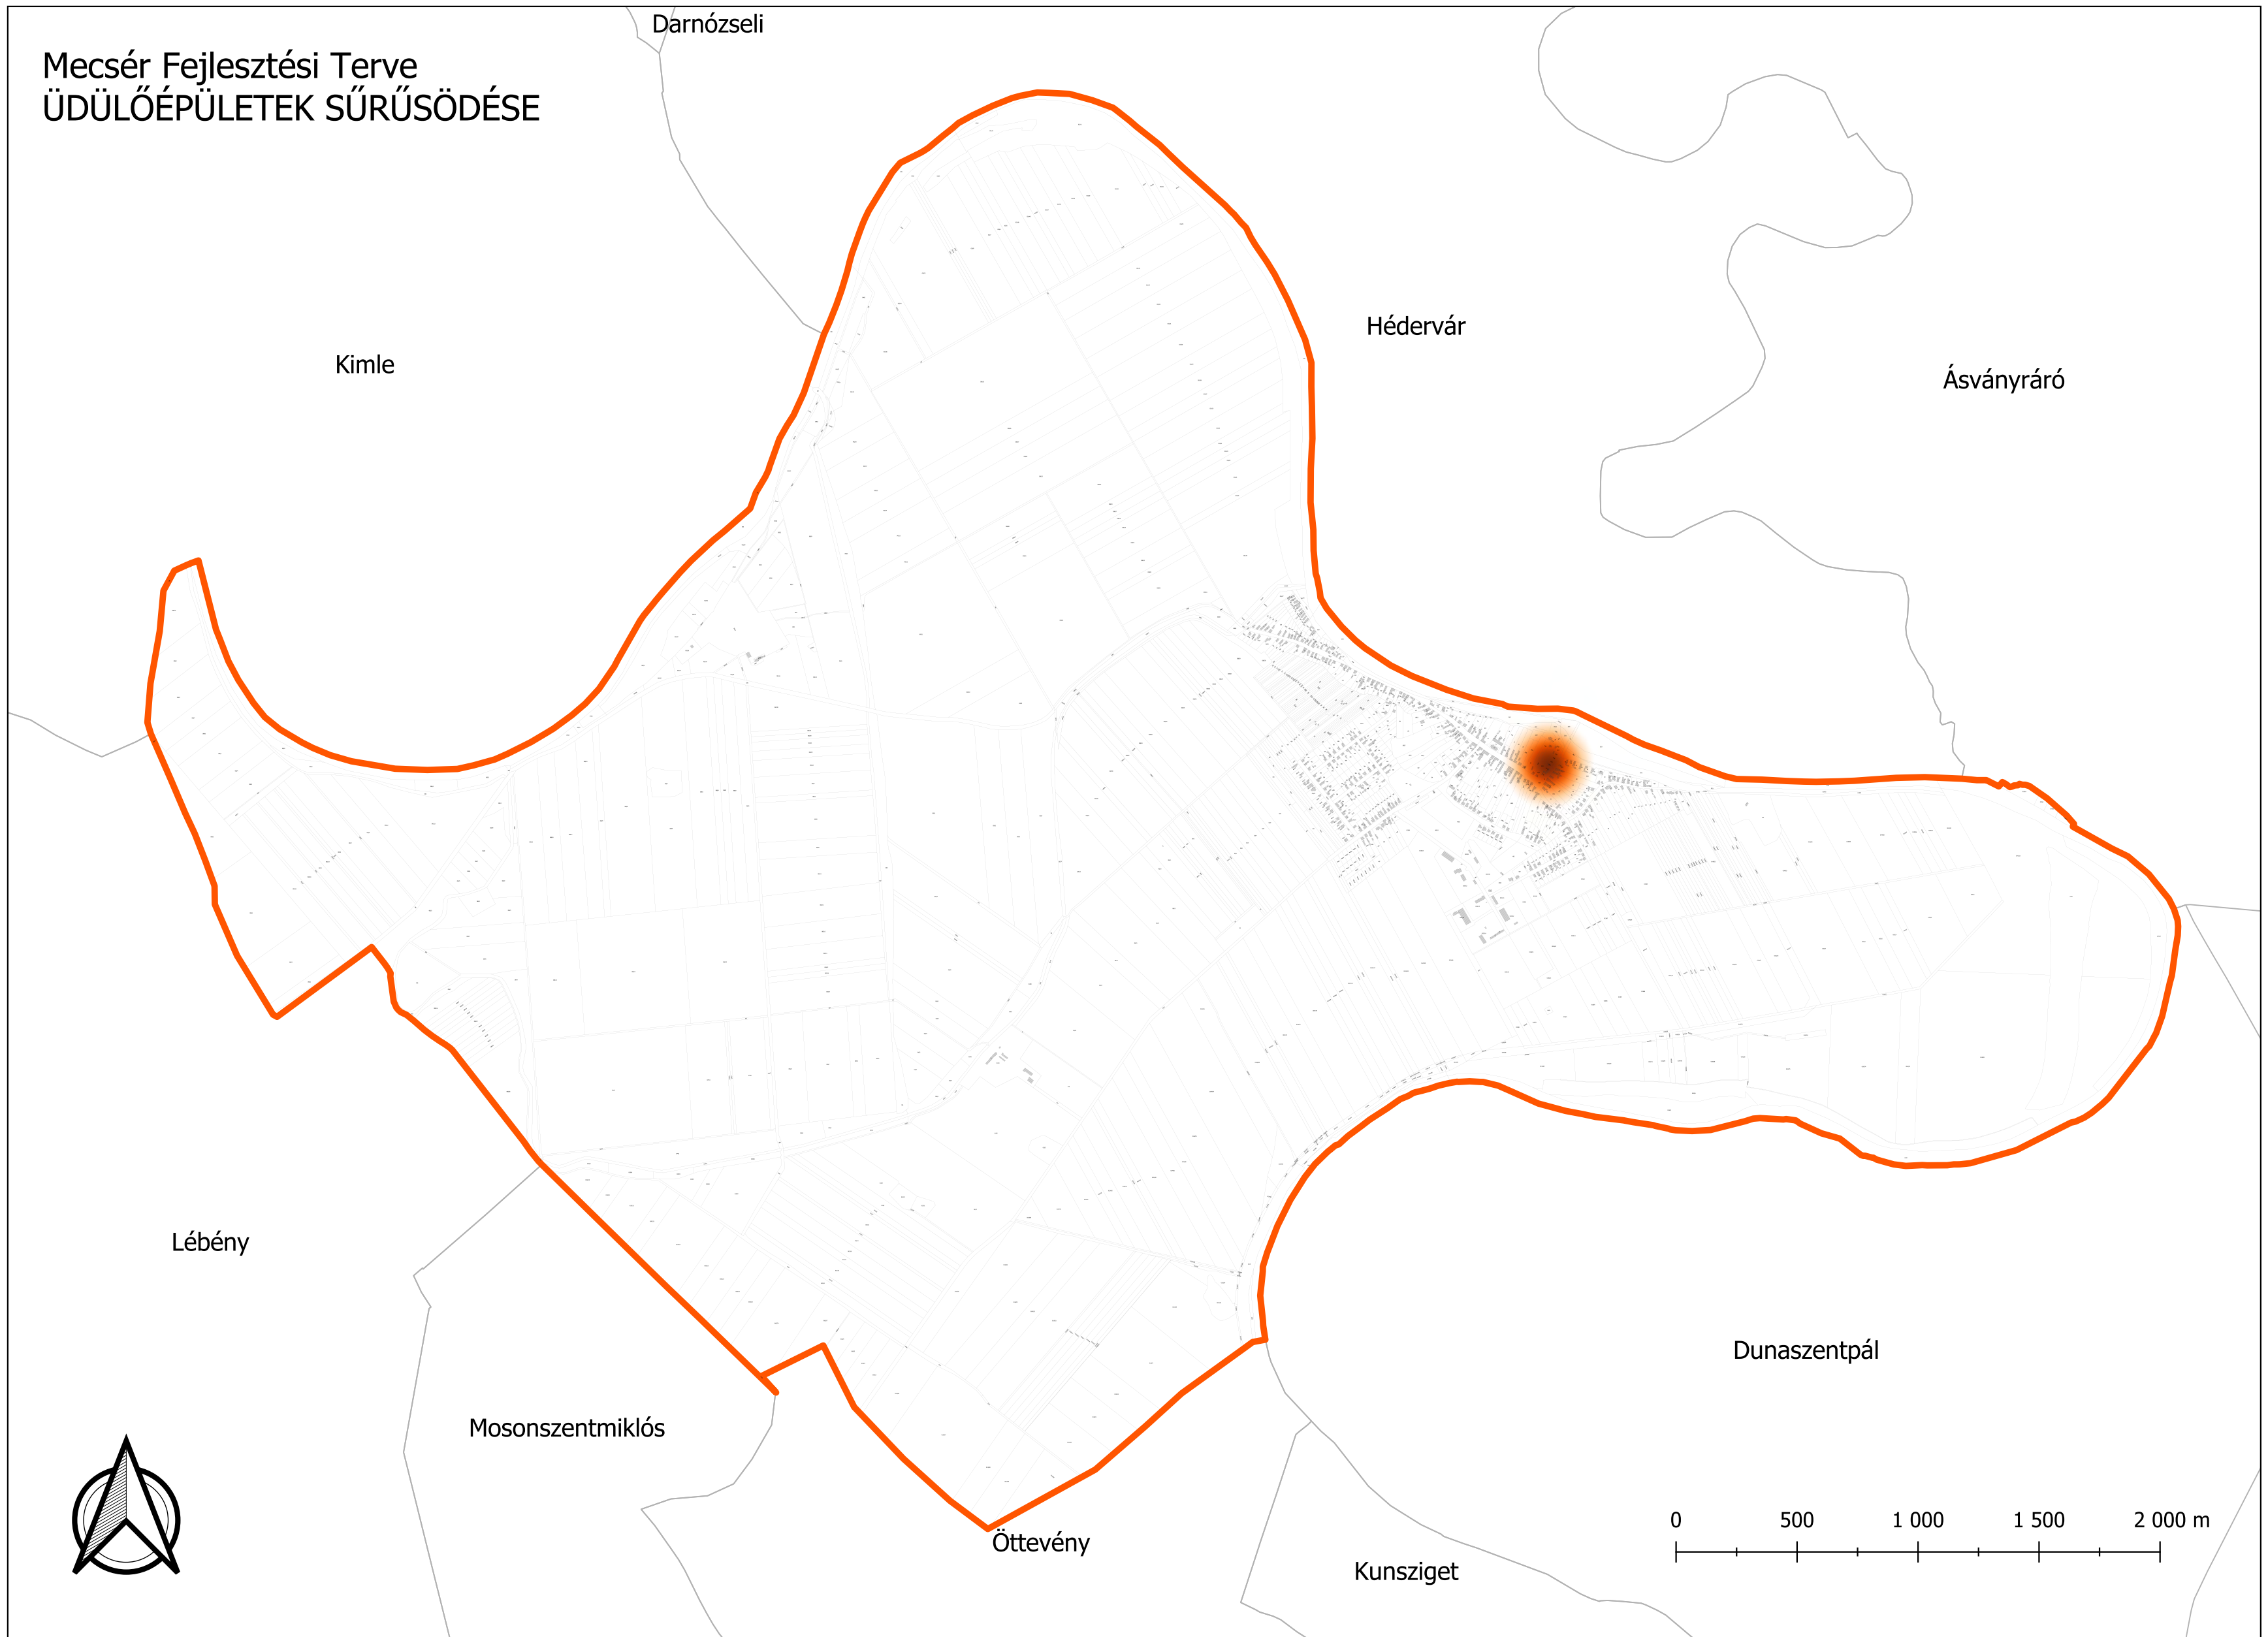 Darnózseli
Mecsér Fejlesztési Terve
ÜDÜLŐÉPÜLETEK SŰRŰSÖDÉSE
Hédervár
Kimle
Ásványráró
Lébény
Dunaszentpál
Mosonszentmiklós
Öttevény
Kunsziget
0 500 1 000 1 500 2 000 m